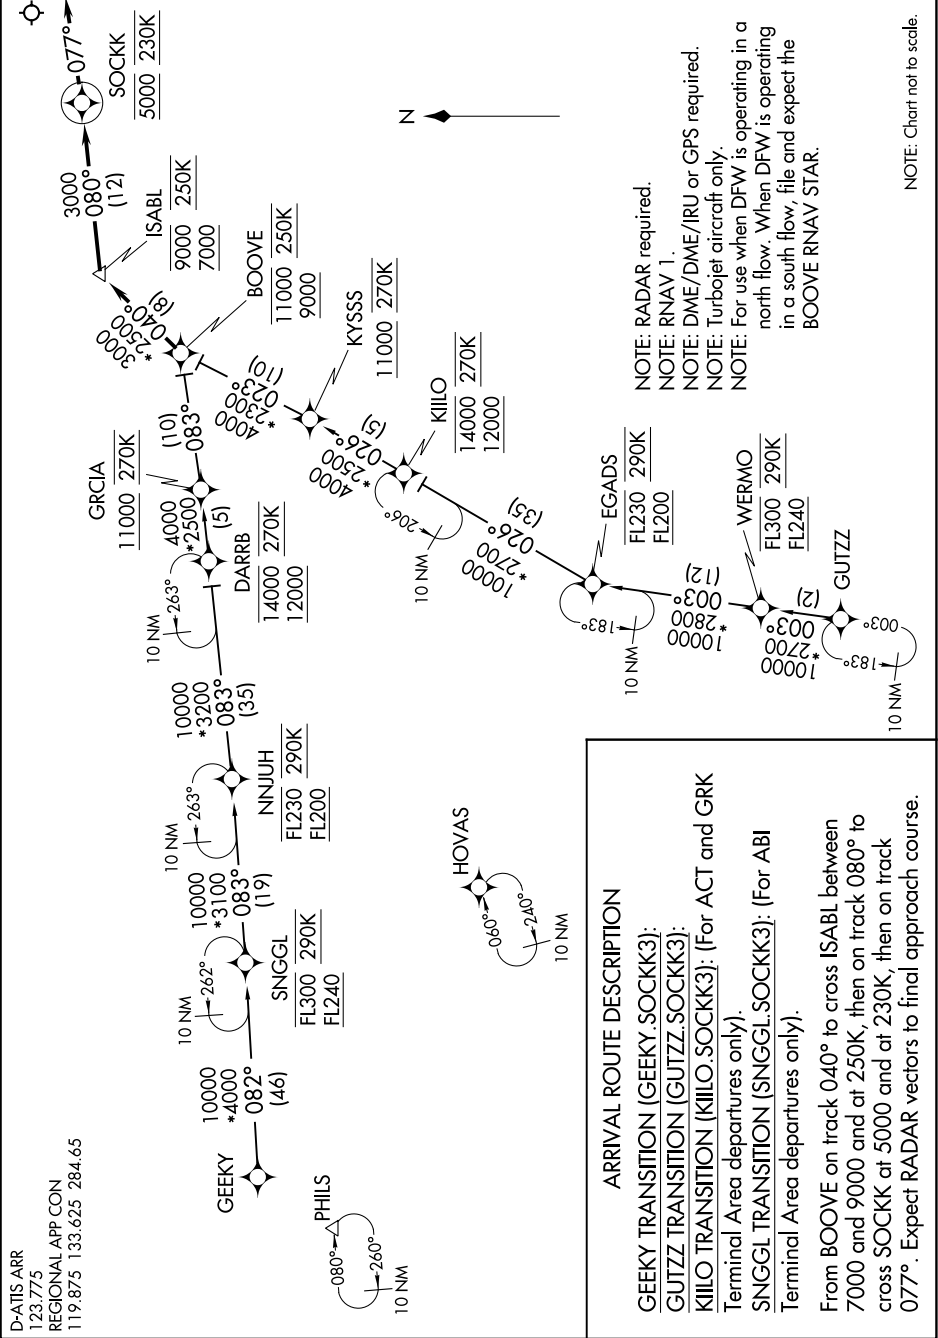 D-ATIS ARR
123.775
REGIONAL APP CON
119.875 133.625 284.65
GEEKY
10000
*4000
082°
(46)
10 NM
262°
SNGGL
FL300 290K
FL240
10000
*3100
083°
(19)
10 NM
263°
NNJUH
FL230 290K
FL200
10000
*3200
083°
(35)
10 NM
263°
DARRB
14000 270K
12000
4000
*2500
(5)
GRCIA
11000 270K
(10)
083°
BOOVE
11000 250K
9000
3000
*2500
040°
(8)
ISABL
9000 250K
7000
3000
080°
(12)
SOCKK
5000 230K
077°
N
KYSSS
11000 270K
4000
*2300
023°
(10)
KIILO
14000 270K
12000
4000
*2500
026°
(5)
206°
10 NM
10000
*2700
026°
(35)
EGADS
FL230 290K
FL200
183°
10 NM
10000
*2800
003°
(12)
WERMO
FL300 290K
FL240
10000
*2700
003°
(2)
GUTZZ
183°
003°
10 NM
HOVAS
060°
240°
10 NM
PHILS
080°
260°
10 NM
NOTE: RADAR required.
NOTE: RNAV 1.
NOTE: DME/DME/IRU or GPS required.
NOTE: Turbojet aircraft only.
NOTE: For use when DFW is operating in a
north flow. When DFW is operating
in a south flow, file and expect the
BOOVE RNAV STAR.
NOTE: Chart not to scale.
ARRIVAL ROUTE DESCRIPTION
GEEKY TRANSITION (GEEKY.SOCKK3):
GUTZZ TRANSITION (GUTZZ.SOCKK3):
KIILO TRANSITION (KIILO.SOCKK3): (For ACT and GRK
Terminal Area departures only).
SNGGL TRANSITION (SNGGL.SOCKK3): (For ABI
Terminal Area departures only).
From BOOVE on track 040° to cross ISABL between
7000 and 9000 and at 250K, then on track 080° to
cross SOCKK at 5000 and at 230K, then on track
077°. Expect RADAR vectors to final approach course.